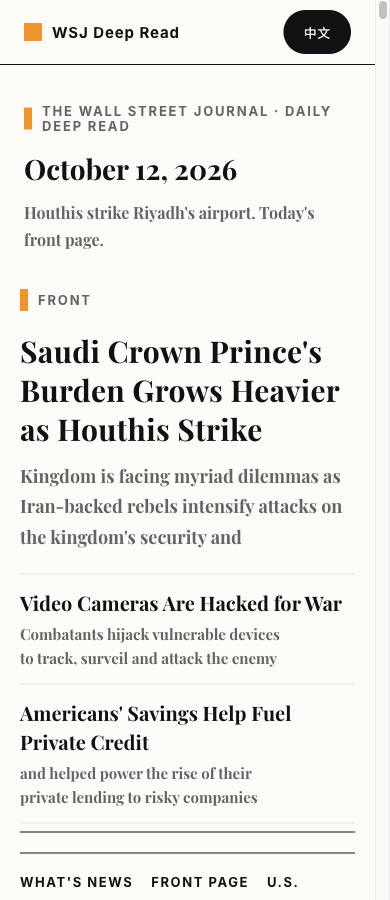 WSJ Deep Read
中文
THE WALL STREET JOURNAL · DAILY
DEEP READ
October 12, 2026
Houthis strike Riyadh's airport. Today's
front page.
FRONT
Saudi Crown Prince's
Burden Grows Heavier
as Houthis Strike
Kingdom is facing myriad dilemmas as
Iran-backed rebels intensify attacks on
the kingdom's security and
Video Cameras Are Hacked for War
Combatants hijack vulnerable devices
to track, surveil and attack the enemy
Americans' Savings Help Fuel
Private Credit
and helped power the rise of their
private lending to risky companies
WHAT'S NEWS FRONT PAGE U.S.